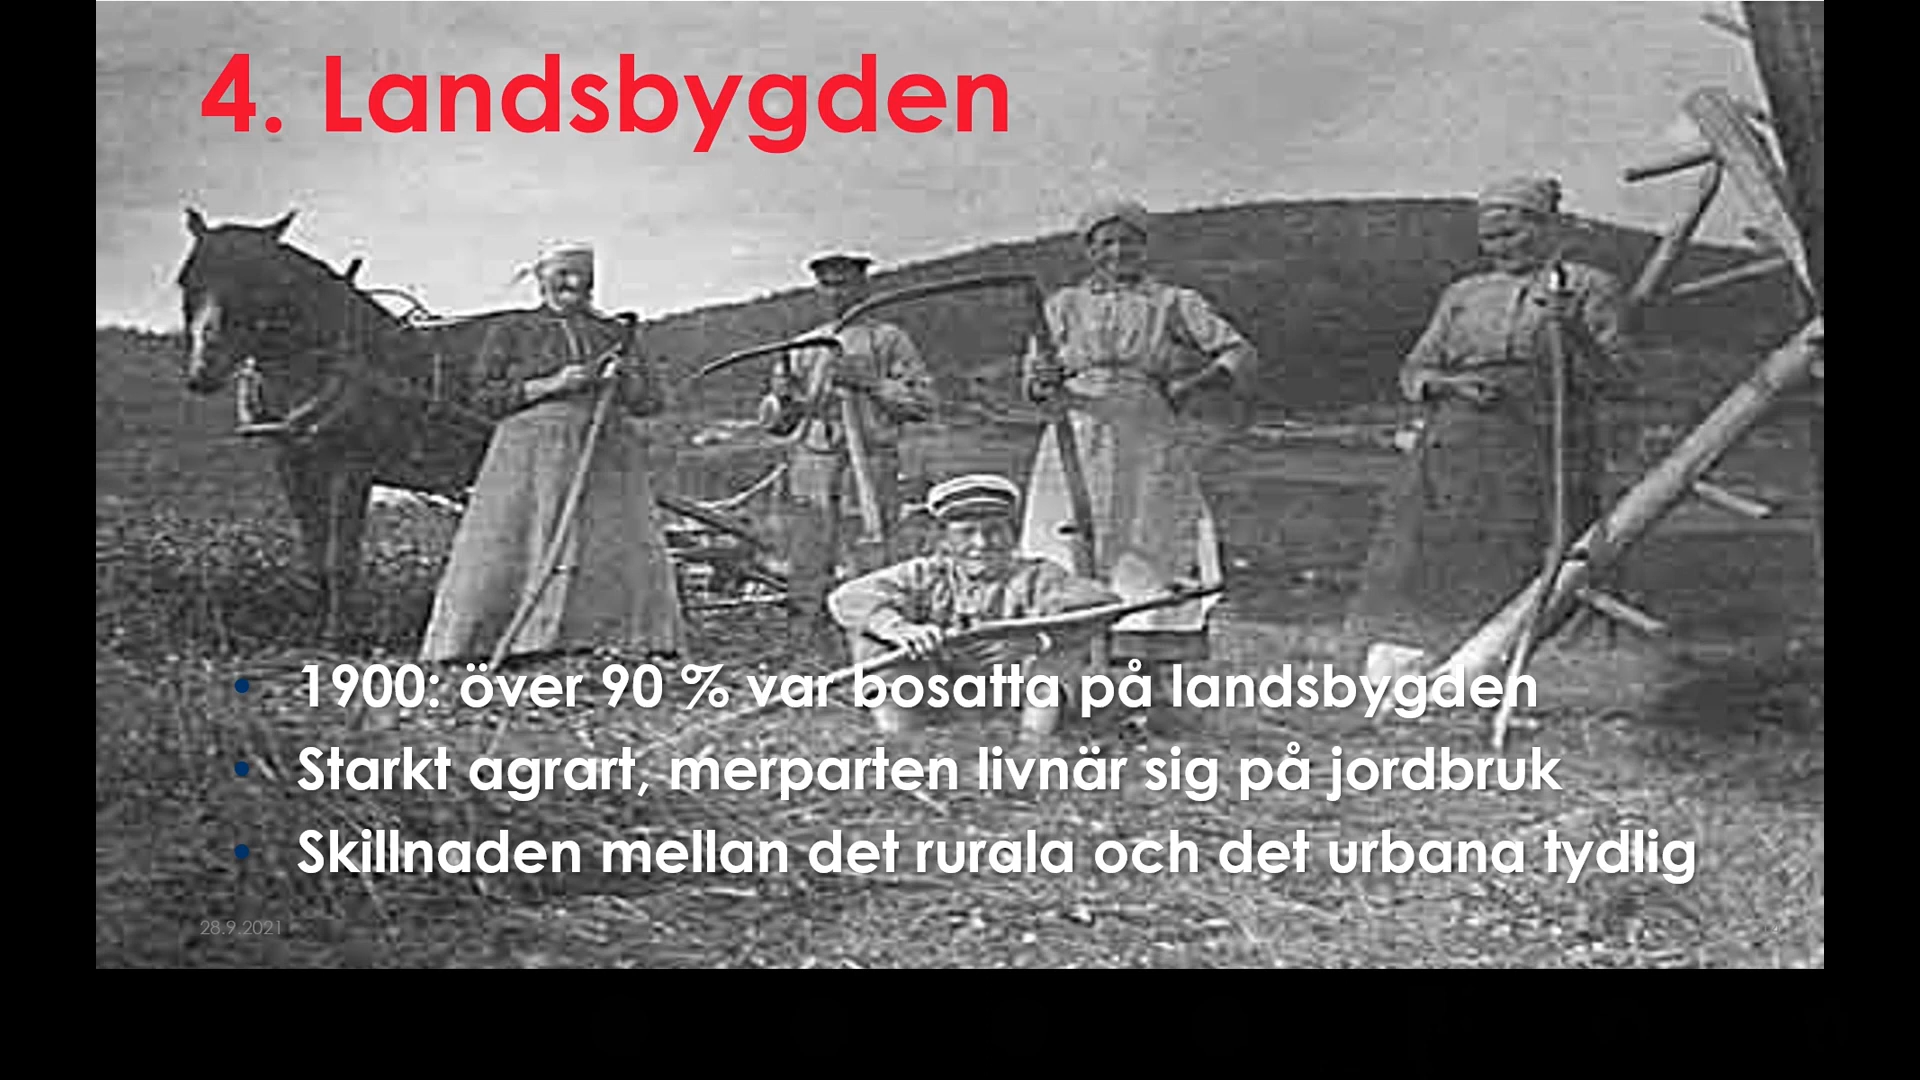 4. Landsbygden
• 1900: över 90 % var bosatta på landsbygden
• Starkt agrart, merparten livnär sig på jordbruk
• Skillnaden mellan det rurala och det urbana tydlig
28.9.2021